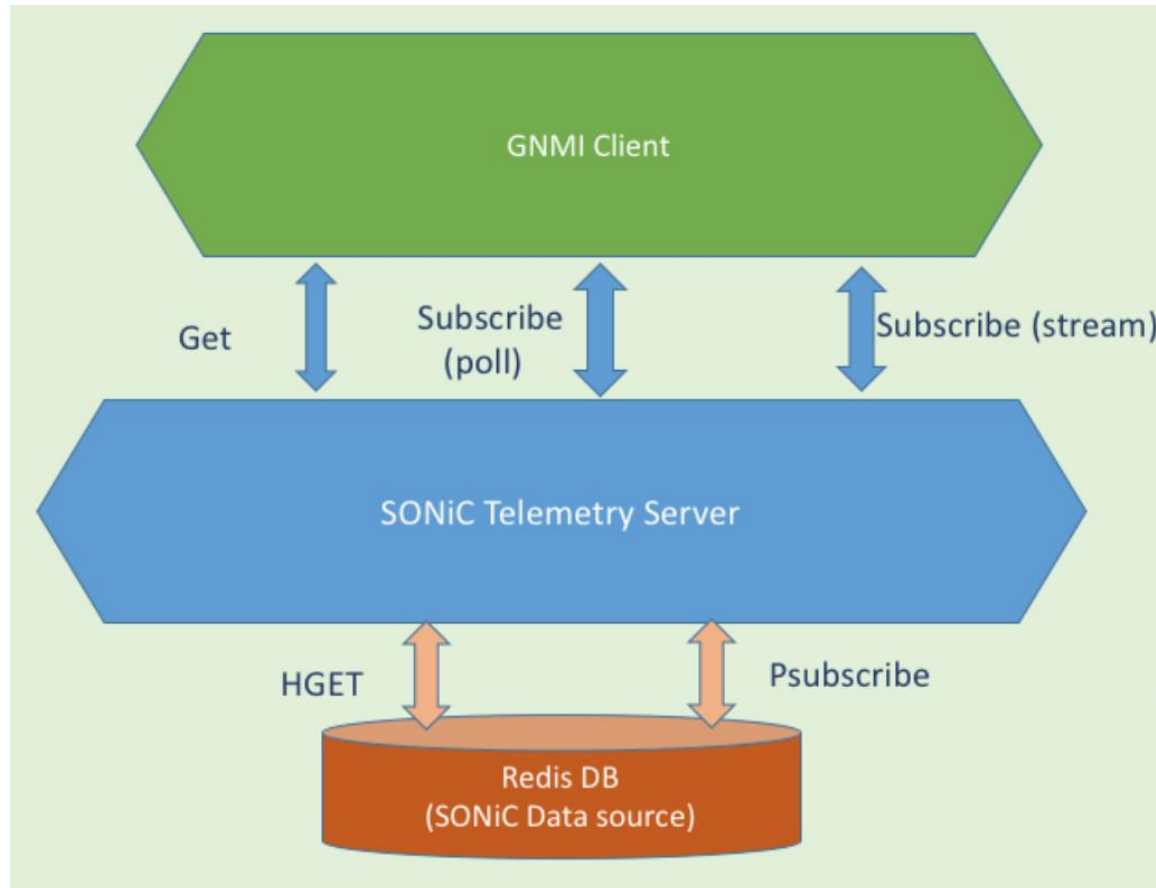 GNMI Client
Get
Subscribe
(poll)
Subscribe (stream)
SONiC Telemetry Server
HGET
Psubscribe
Redis DB
(SONiC Data source)